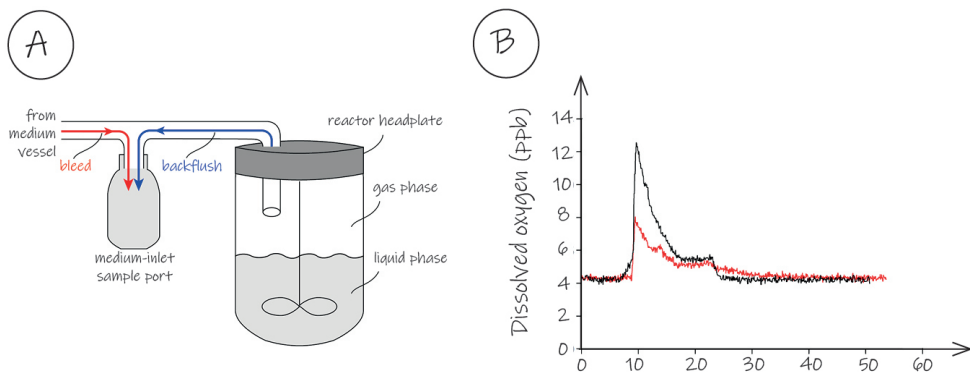 A
from
medium
vessel
bleed
backflush
reactor headplate
gas phase
liquid phase
medium-inlet
sample port
B
Dissolved oxygen (ppb)
14
12
10
8
6
4
2
0
0
10
20
30
40
50
60